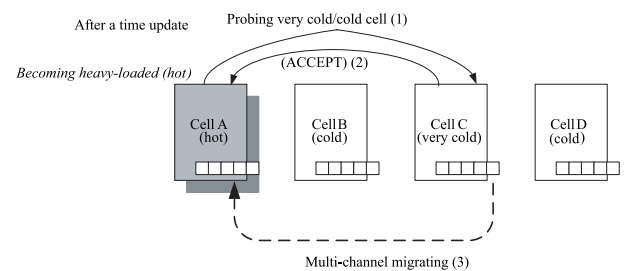 After a time update
Probing very cold/cold cell (1)
(ACCEPT) (2)
Becoming heavy-loaded (hot)
Cell A
(hot)
Cell B
(cold)
Cell C
(very cold)
Cell D
(cold)
Multi-channel migrating (3)